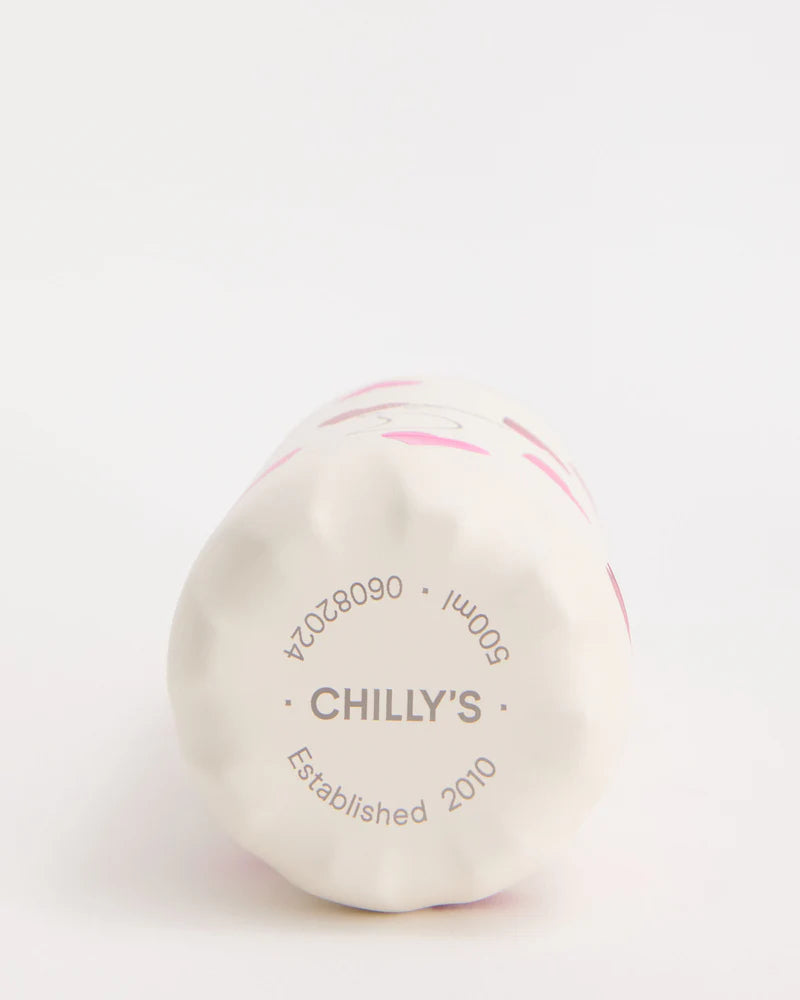 500ml · 06082024
· CHILLY'S ·
Established 2010